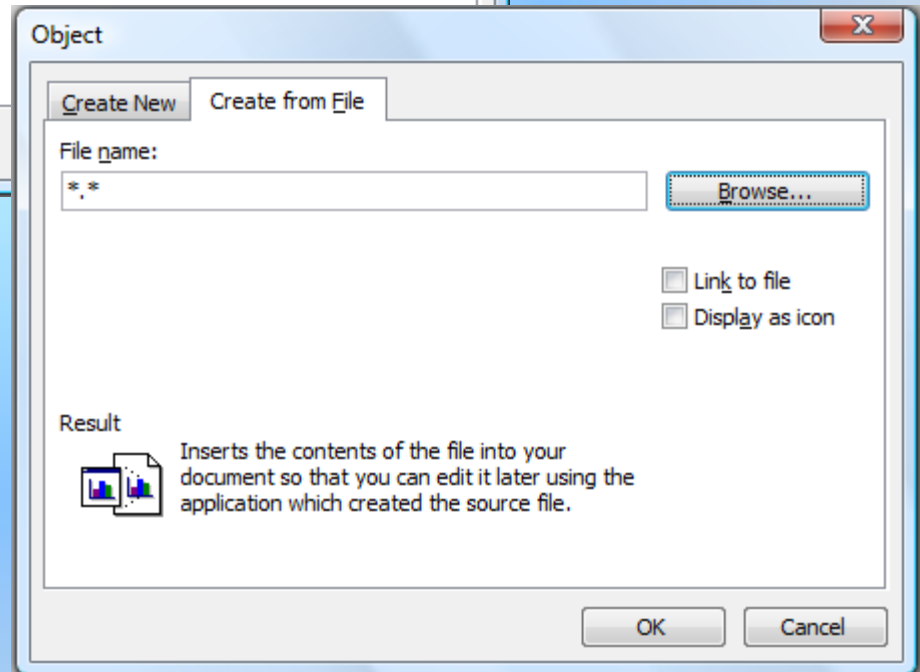 Object
X
Create New
Create from File
File name:
*.*
Browse...
Link to file
Display as icon
Result
Inserts the contents of the file into your
document so that you can edit it later using the
application which created the source file.
OK
Cancel